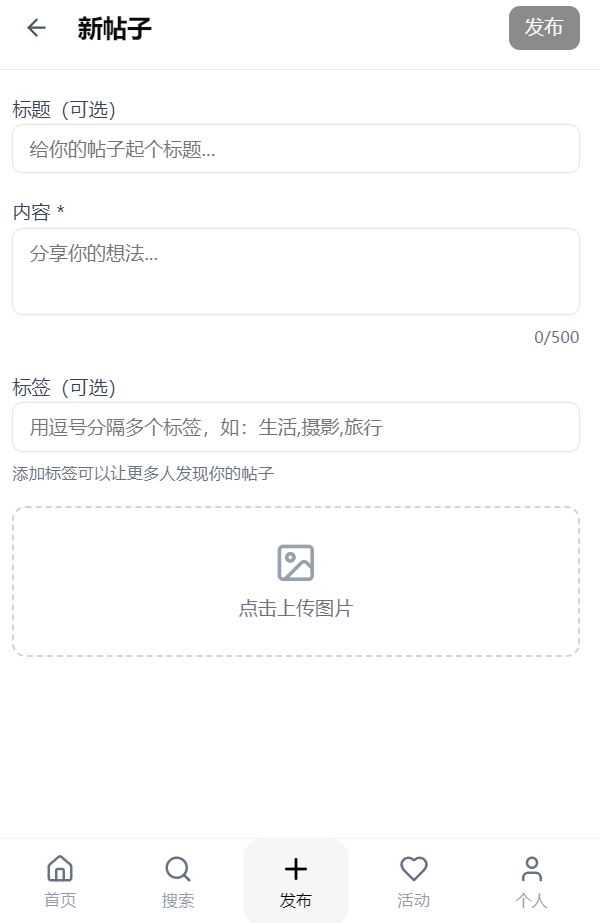 新帖子
发布
标题（可选）
给你的帖子起个标题...
内容 *
分享你的想法...
0/500
标签（可选）
用逗号分隔多个标签，如：生活,摄影,旅行
添加标签可以让更多人发现你的帖子
点击上传图片
首页
搜索
发布
活动
个人